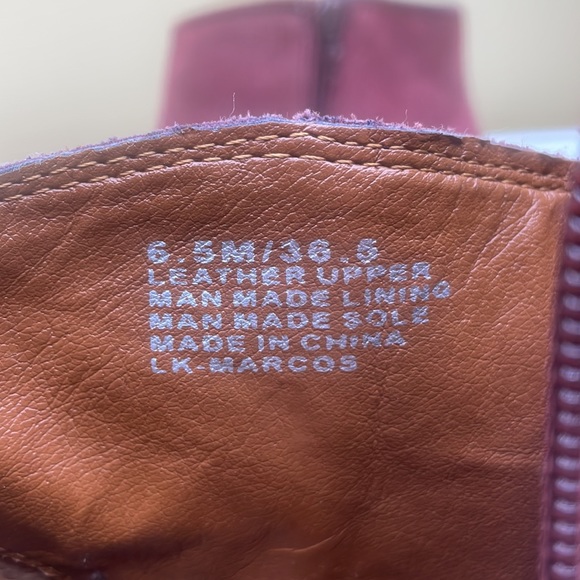 6.5M/36.5
LEATHER UPPER
MAN MADE LINING
MAN MADE SOLE
MADE IN CHINA
LK-MARCOS